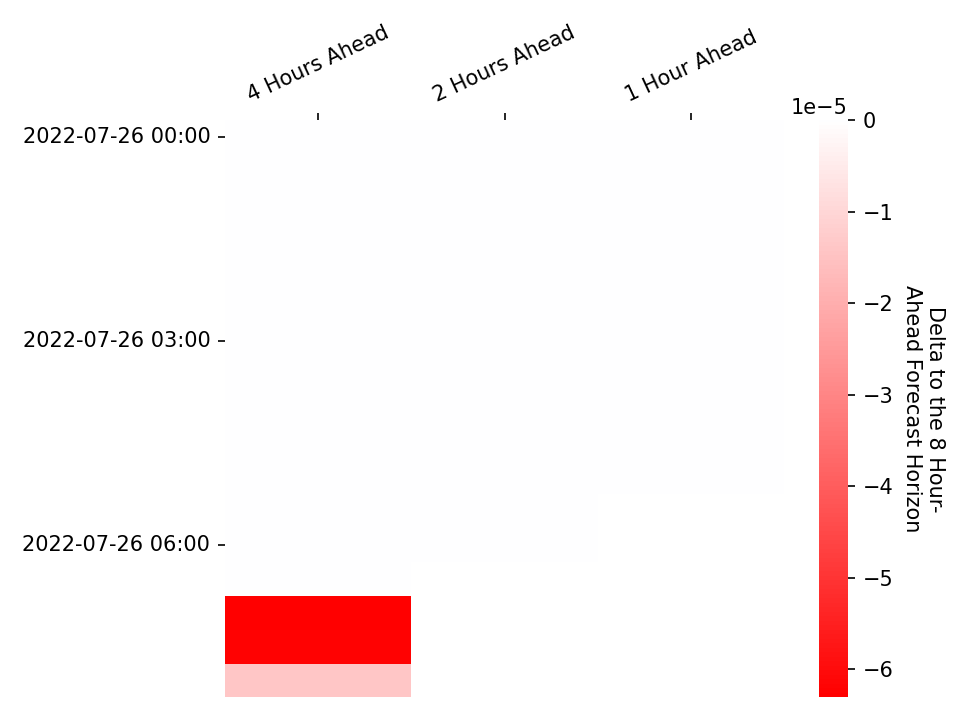 4 Hours Ahead
2 Hours Ahead
1 Hour Ahead
2022-07-26 00:00
2022-07-26 03:00
2022-07-26 06:00
1e−5
0
−1
−2
−3
−4
−5
−6
Delta to the 8 Hour-
Ahead Forecast Horizon